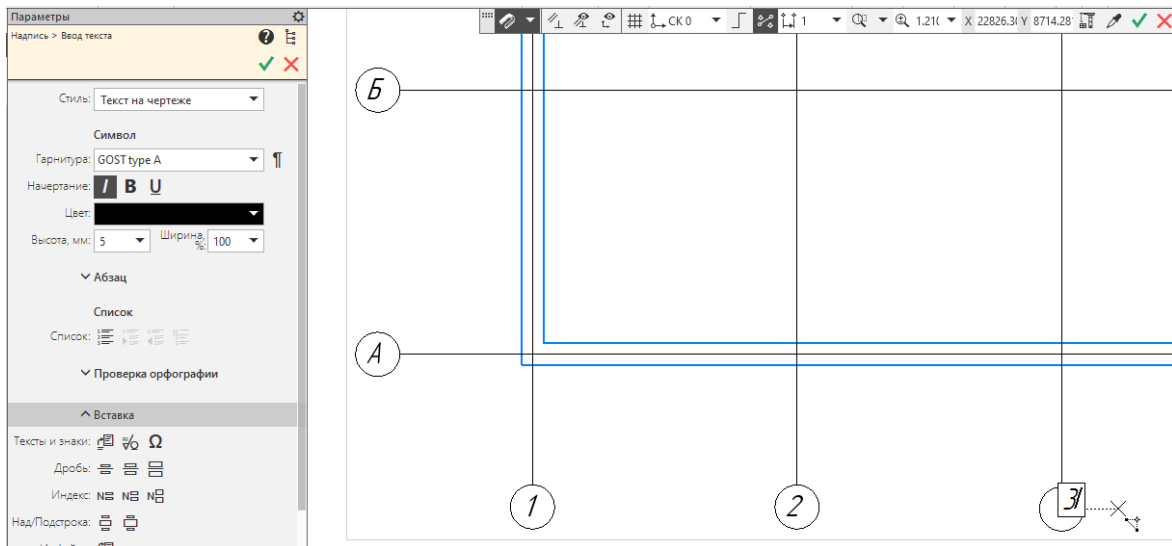 Параметры
Надпись > Ввод текста
Стиль: Текст на чертеже
Символ
Гарнитура: GOST type A
Начертание: I B U
Цвет:
Высота, мм: 5 Ширина, %: 100
Абзац
Список
Список:
Проверка орфографии
Вставка
Тексты и знаки: Ω
Дробь:
Индекс: N N N
Над/Подстрока:
СК 0 1 1.21( X 22826.3( Y 8714.28
Б
А
1 2 3